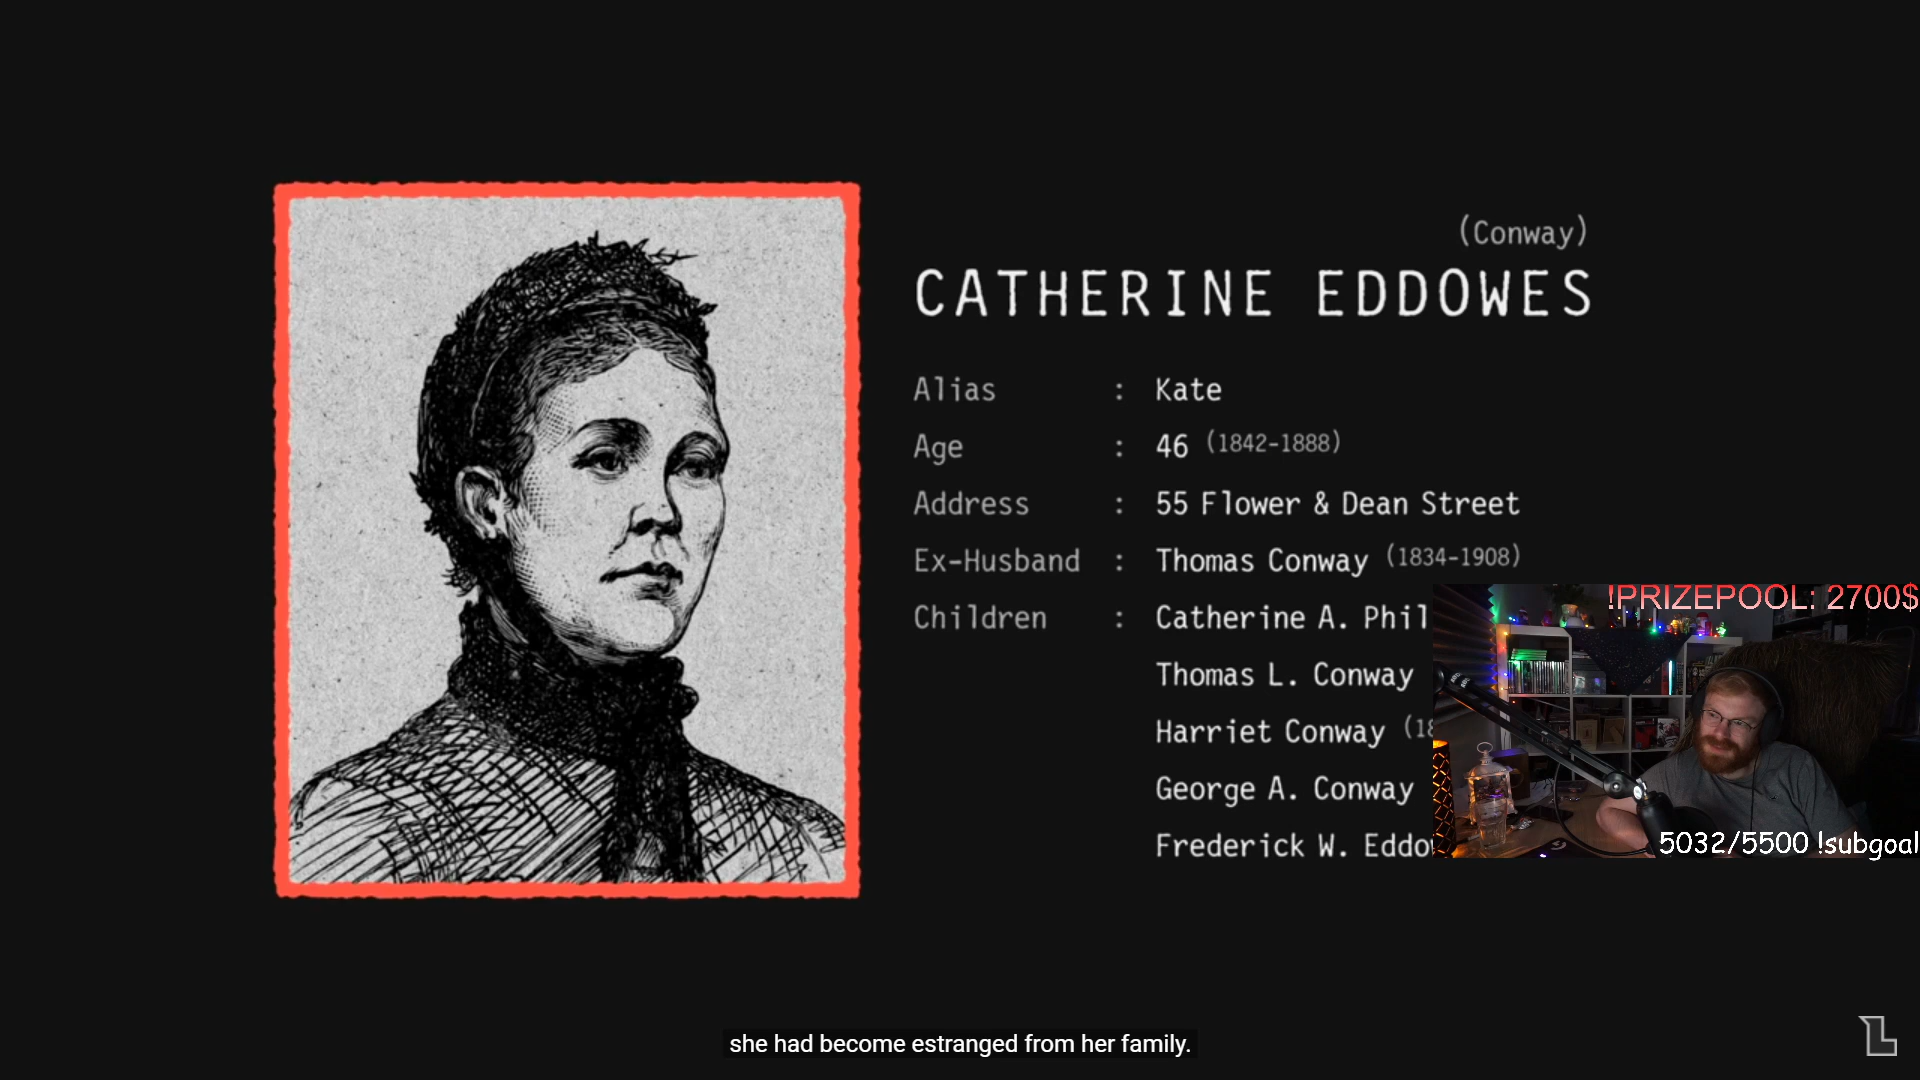 (Conway)
CATHERINE EDDOWES
Alias : Kate
Age : 46 (1842-1888)
Address : 55 Flower & Dean Street
Ex-Husband : Thomas Conway (1834-1908)
Children : Catherine A. Phil
Thomas L. Conway
Harriet Conway (18
George A. Conway
Frederick W. Eddow
!PRIZEPOOL: 2700$
5032/5500 !subgoal
she had become estranged from her family.